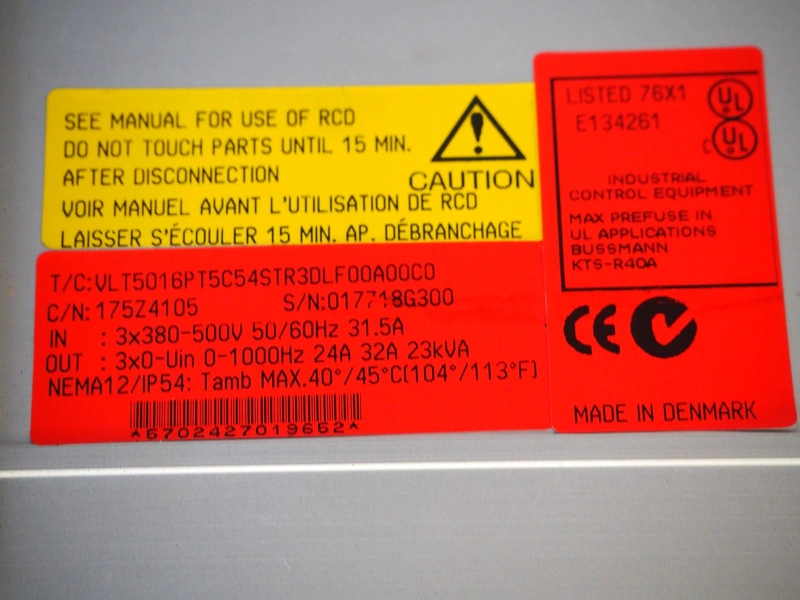 SEE MANUAL FOR USE OF RCD
DO NOT TOUCH PARTS UNTIL 15 MIN.
AFTER DISCONNECTION
CAUTION
VOIR MANUEL AVANT L'UTILISATION DE RCD
LAISSER S'ÉCOULER 15 MIN. AP. DÉBRANCHAGE
T/C:VLT5016PT5C54STR3DLF00A00C0
C/N:175Z4105 S/N:017718G300
IN : 3x380-500V 50/60Hz 31.5A
OUT : 3x0-Uin 0-1000Hz 24A 32A 23kVA
NEMA12/IP54: Tamb MAX.40°/45°C(104°/113°F)
*5702427019652*
LISTED 76X1
E134261
UL
c UL
INDUSTRIAL
CONTROL EQUIPMENT
MAX PREFUSE IN
UL APPLICATIONS
BUSSMANN
KTS-R40A
CE
MADE IN DENMARK